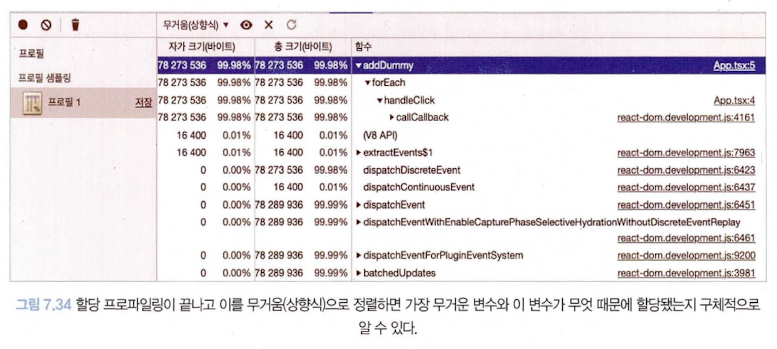 무거움(상향식) ▼
프로필
프로필 샘플링
프로필 1 저장
자가 크기(바이트) 총 크기(바이트) 함수
78 273 536 99.98% 78 273 536 99.98% ▼addDummy App.tsx:5
78 273 536 99.98% 78 273 536 99.98% ▼forEach
78 273 536 99.98% 78 273 536 99.98% ▼handleClick App.tsx:4
78 273 536 99.98% 78 273 536 99.98% ▶callCallback react-dom.development.js:4161
16 400 0.01% 16 400 0.01% (V8 API)
16 400 0.01% 16 400 0.01% ▶extractEvents$1 react-dom.development.js:7963
0 0.00% 78 273 536 99.98% dispatchDiscreteEvent react-dom.development.js:6423
0 0.00% 16 400 0.01% dispatchContinuousEvent react-dom.development.js:6437
0 0.00% 78 289 936 99.99% ▶dispatchEvent react-dom.development.js:6451
0 0.00% 78 289 936 99.99% ▶dispatchEventWithEnableCapturePhaseSelectiveHydrationWithoutDiscreteEventReplay
react-dom.development.js:6461
0 0.00% 78 289 936 99.99% ▶dispatchEventForPluginEventSystem react-dom.development.js:9200
0 0.00% 78 289 936 99.99% ▶batchedUpdates react-dom.development.js:3981
그림 7.34 할당 프로파일링이 끝나고 이를 무거움(상향식)으로 정렬하면 가장 무거운 변수와 이 변수가 무엇 때문에 할당됐는지 구체적으로
알 수 있다.